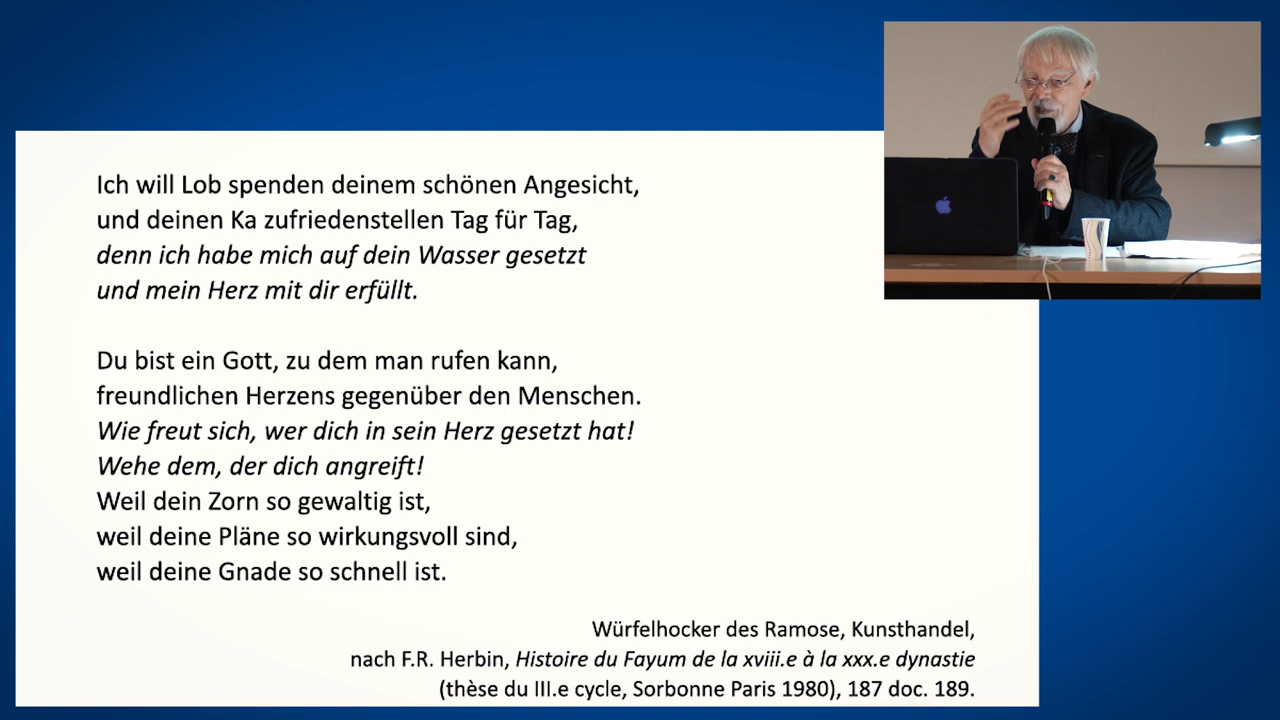 Ich will Lob spenden deinem schönen Angesicht,
und deinen Ka zufriedenstellen Tag für Tag,
denn ich habe mich auf dein Wasser gesetzt
und mein Herz mit dir erfüllt.
Du bist ein Gott, zu dem man rufen kann,
freundlichen Herzens gegenüber den Menschen.
Wie freut sich, wer dich in sein Herz gesetzt hat!
Wehe dem, der dich angreift!
Weil dein Zorn so gewaltig ist,
weil deine Pläne so wirkungsvoll sind,
weil deine Gnade so schnell ist.
Würfelhocker des Ramose, Kunsthandel,
nach F.R. Herbin, Histoire du Fayum de la xviii.e à la xxx.e dynastie
(thèse du III.e cycle, Sorbonne Paris 1980), 187 doc. 189.